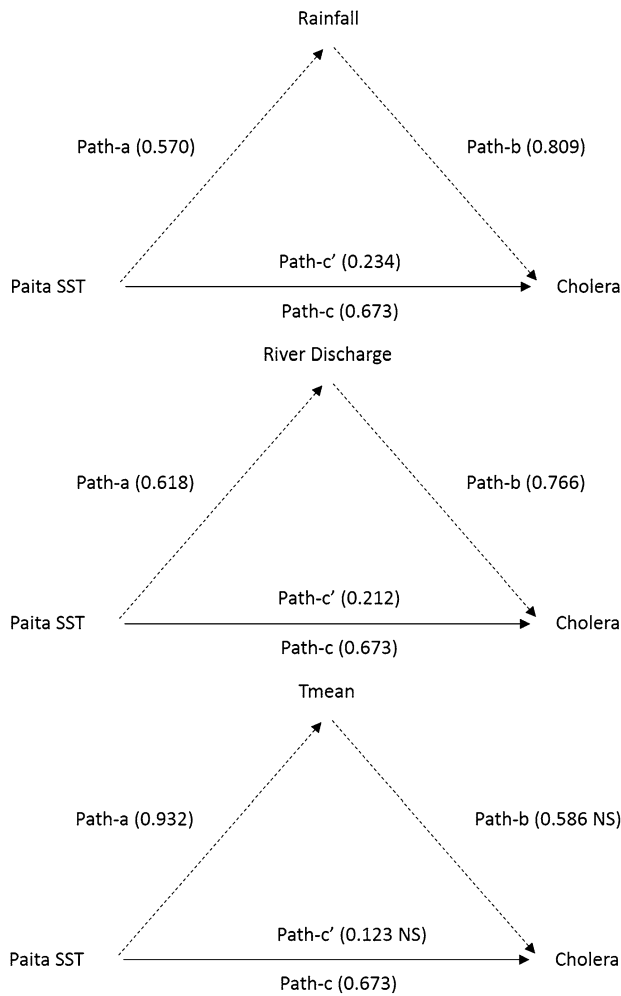 Rainfall
Path-a (0.570)
Path-b (0.809)
Path-c’ (0.234)
Paita SST
Cholera
Path-c (0.673)
River Discharge
Path-a (0.618)
Path-b (0.766)
Path-c’ (0.212)
Paita SST
Cholera
Path-c (0.673)
Tmean
Path-a (0.932)
Path-b (0.586 NS)
Path-c’ (0.123 NS)
Paita SST
Cholera
Path-c (0.673)